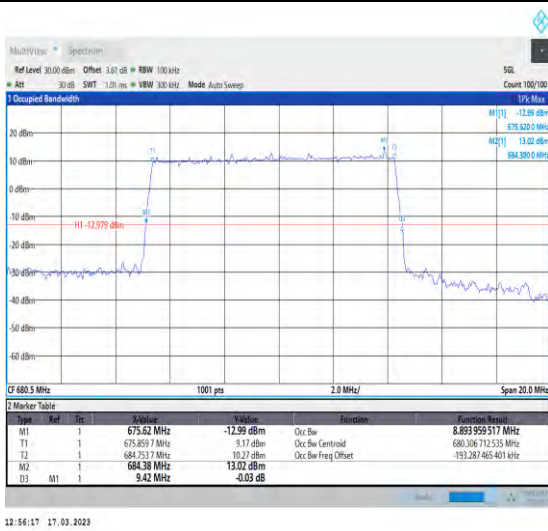 MultiView Spectrum
Ref Level 30.00 dBm Offset 3.61 dB RBW 100 kHz SGL
Att 30 dB SWT 1.01 ms VBW 300 kHz Mode Auto Sweep Count 100/100
1 Occupied Bandwidth 1Pk Max
M1[1] -12.99 dBm
675.620 0 MHz
M2[1] 13.02 dBm
684.380 0 MHz
20 dBm
10 dBm
0 dBm
-10 dBm
H1 -12.979 dBm
-20 dBm
-30 dBm
-40 dBm
-50 dBm
-60 dBm
T1
CF 680.5 MHz 1001 pts 2.0 MHz/ Span 20.0 MHz
2 Marker Table
Type Ref Trc X-Value Y-Value Function Function Result
M1 1 675.62 MHz -12.99 dBm Occ Bw 8.893 959 517 MHz
T1 1 675.859 7 MHz 9.17 dBm Occ Bw Centroid 680.306 712 535 MHz
T2 1 684.753 7 MHz 10.27 dBm Occ Bw Freq Offset -193.287 465 401 kHz
M2 1 684.38 MHz 13.02 dBm
D3 M1 1 9.42 MHz -0.03 dB
12:56:17 17.03.2023